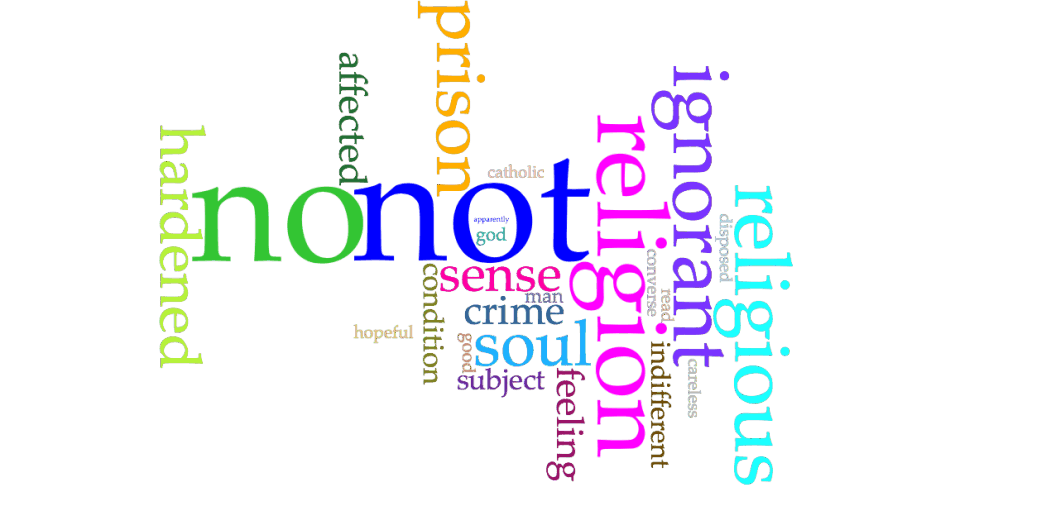 prison
affected
ignorant
religion
hardened
no
not
catholic
apparently
god
religious
disposed
sense
condition
converse
man
read
crime
hopeful
soul
good
indifferent
careless
subject
feeling